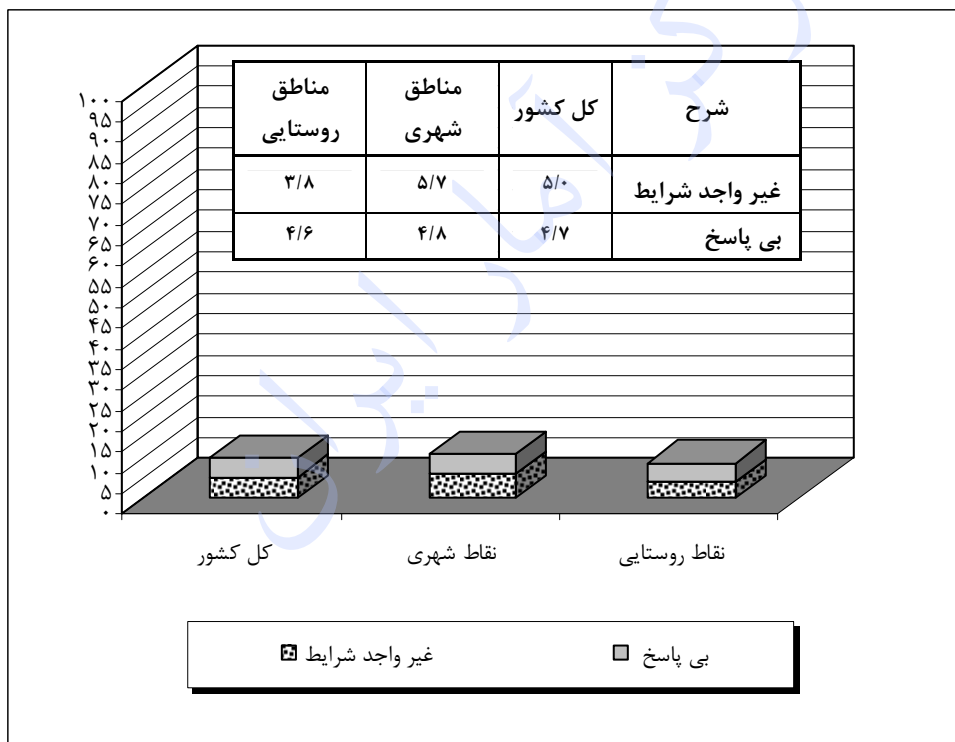 شرح
کل کشور
مناطق
شهری
مناطق
روستایی
غیر واجد شرایط
۵/۰
۵/۷
۳/۸
بی پاسخ
۴/۷
۴/۸
۴/۶
۱۰۰
۹۵
۹۰
۸۵
۸۰
۷۵
۷۰
۶۵
۶۰
۵۵
۵۰
۴۵
۴۰
۳۵
۳۰
۲۵
۲۰
۱۵
۱۰
۵
۰
نقاط روستایی
نقاط شهری
کل کشور
بی پاسخ
غیر واجد شرایط
آمار ایران